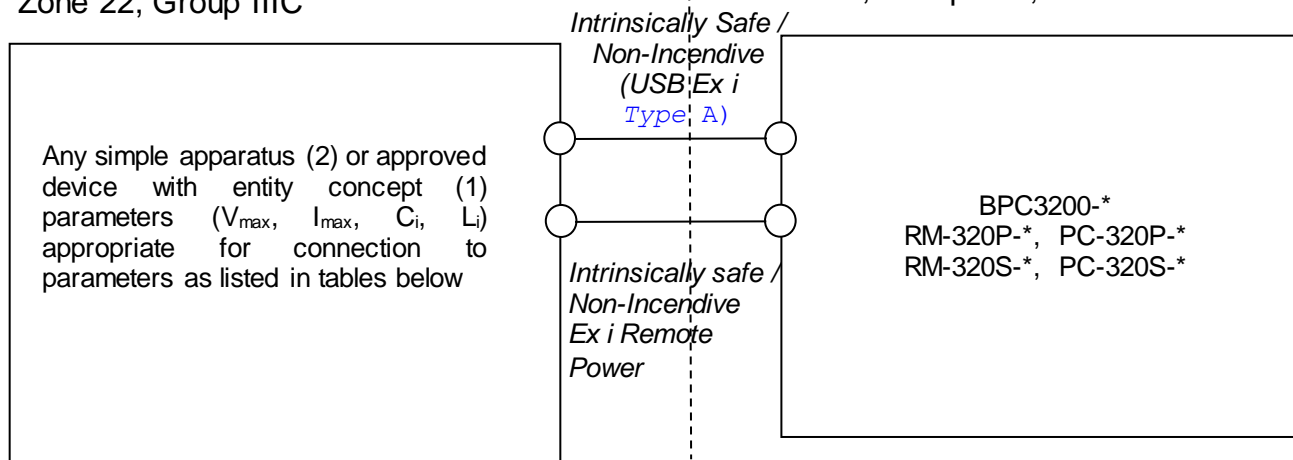 Zone 22, Group IIIC
Intrinsically Safe /
Non-Incendive
(USB Ex i
Type A)
Any simple apparatus (2) or approved
device with entity concept (1)
parameters (Vmax, Imax, Ci, Li)
appropriate for connection to
parameters as listed in tables below
Intrinsically safe /
Non-Incendive
Ex i Remote
Power
BPC3200-*
RM-320P-*, PC-320P-*
RM-320S-*, PC-320S-*